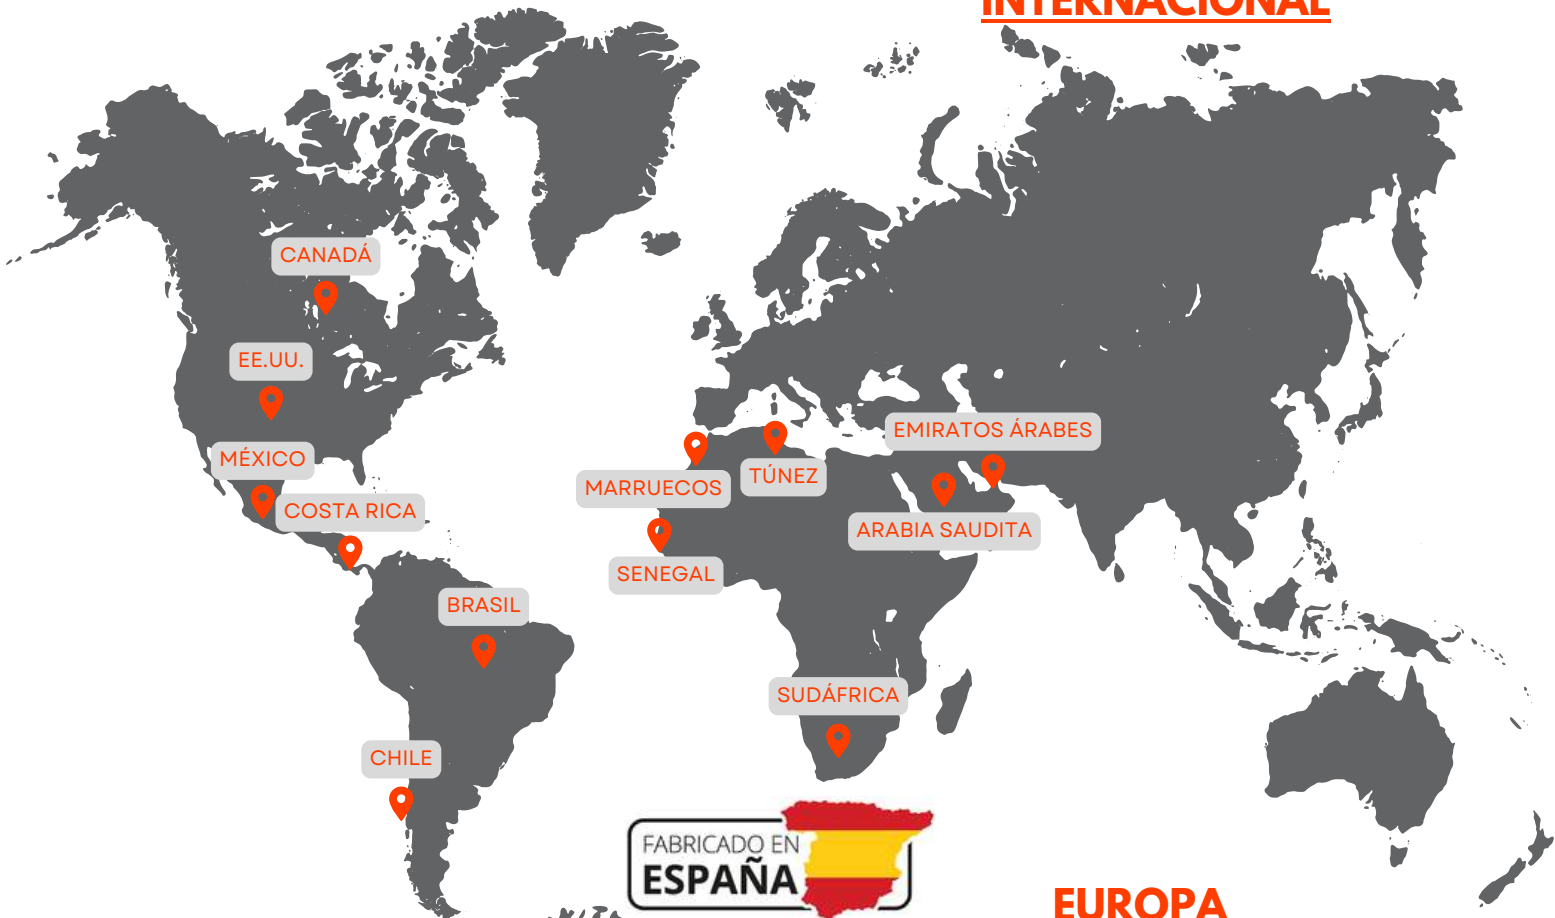 INTERNACIONAL
CANADÁ
EE.UU.
MÉXICO
COSTA RICA
EMIRATOS ÁRABES
TÚNEZ
MARRUECOS
ARABIA SAUDITA
SENEGAL
BRASIL
SUDÁFRICA
CHILE
FABRICADO EN
ESPAÑA
EUROPA